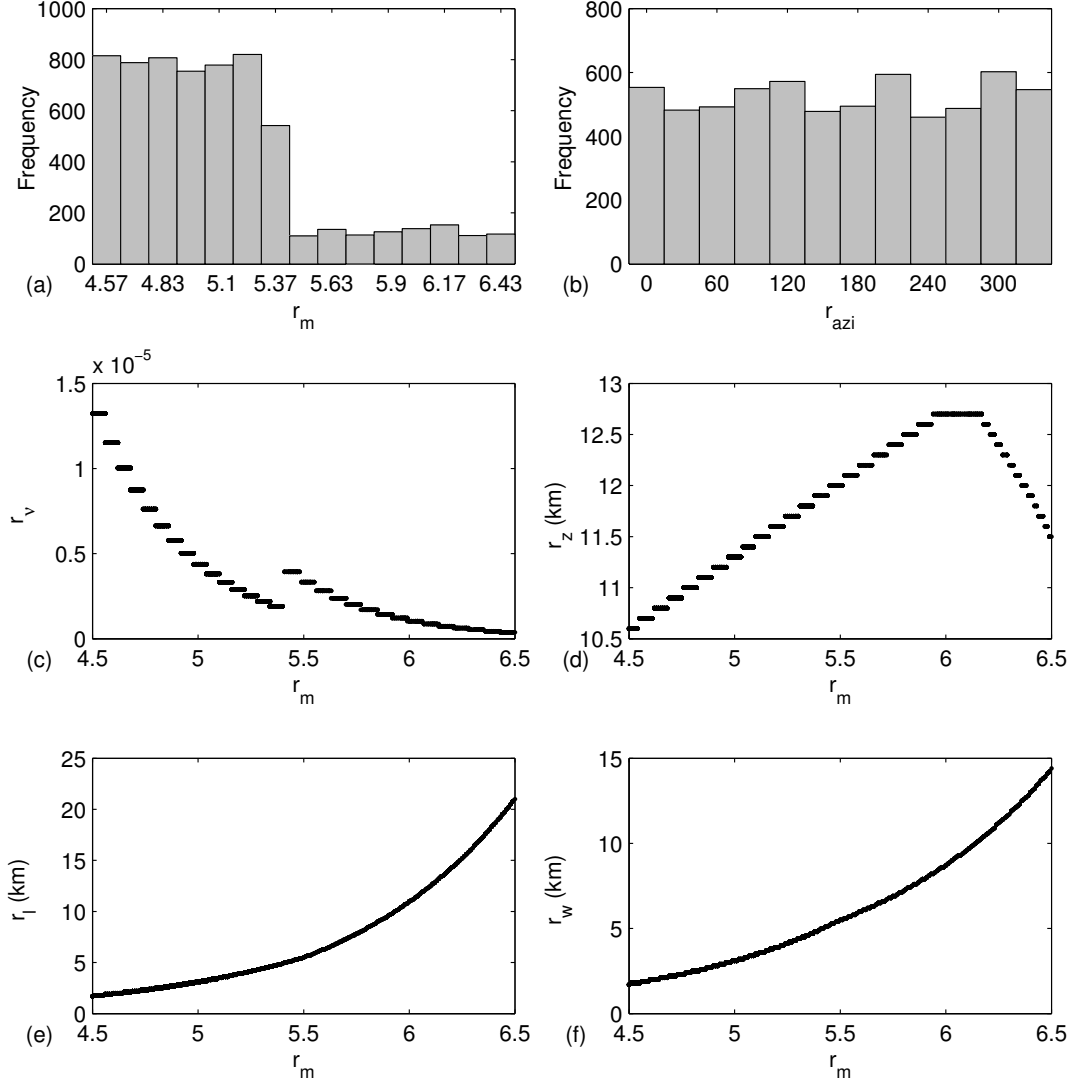 1000
800
600
400
200
0
Frequency
4.57 4.83 5.1 5.37 5.63 5.9 6.17 6.43
(a)
r_m
800
600
400
200
0
Frequency
0 60 120 180 240 300
(b)
r_azi
x 10^-5
1.5
1
0.5
0
r_ν
4.5 5 5.5 6 6.5
(c)
r_m
13
12.5
12
11.5
11
10.5
r_z (km)
4.5 5 5.5 6 6.5
(d)
r_m
25
20
15
10
5
0
r_l (km)
4.5 5 5.5 6 6.5
(e)
r_m
15
10
5
0
r_w (km)
4.5 5 5.5 6 6.5
(f)
r_m